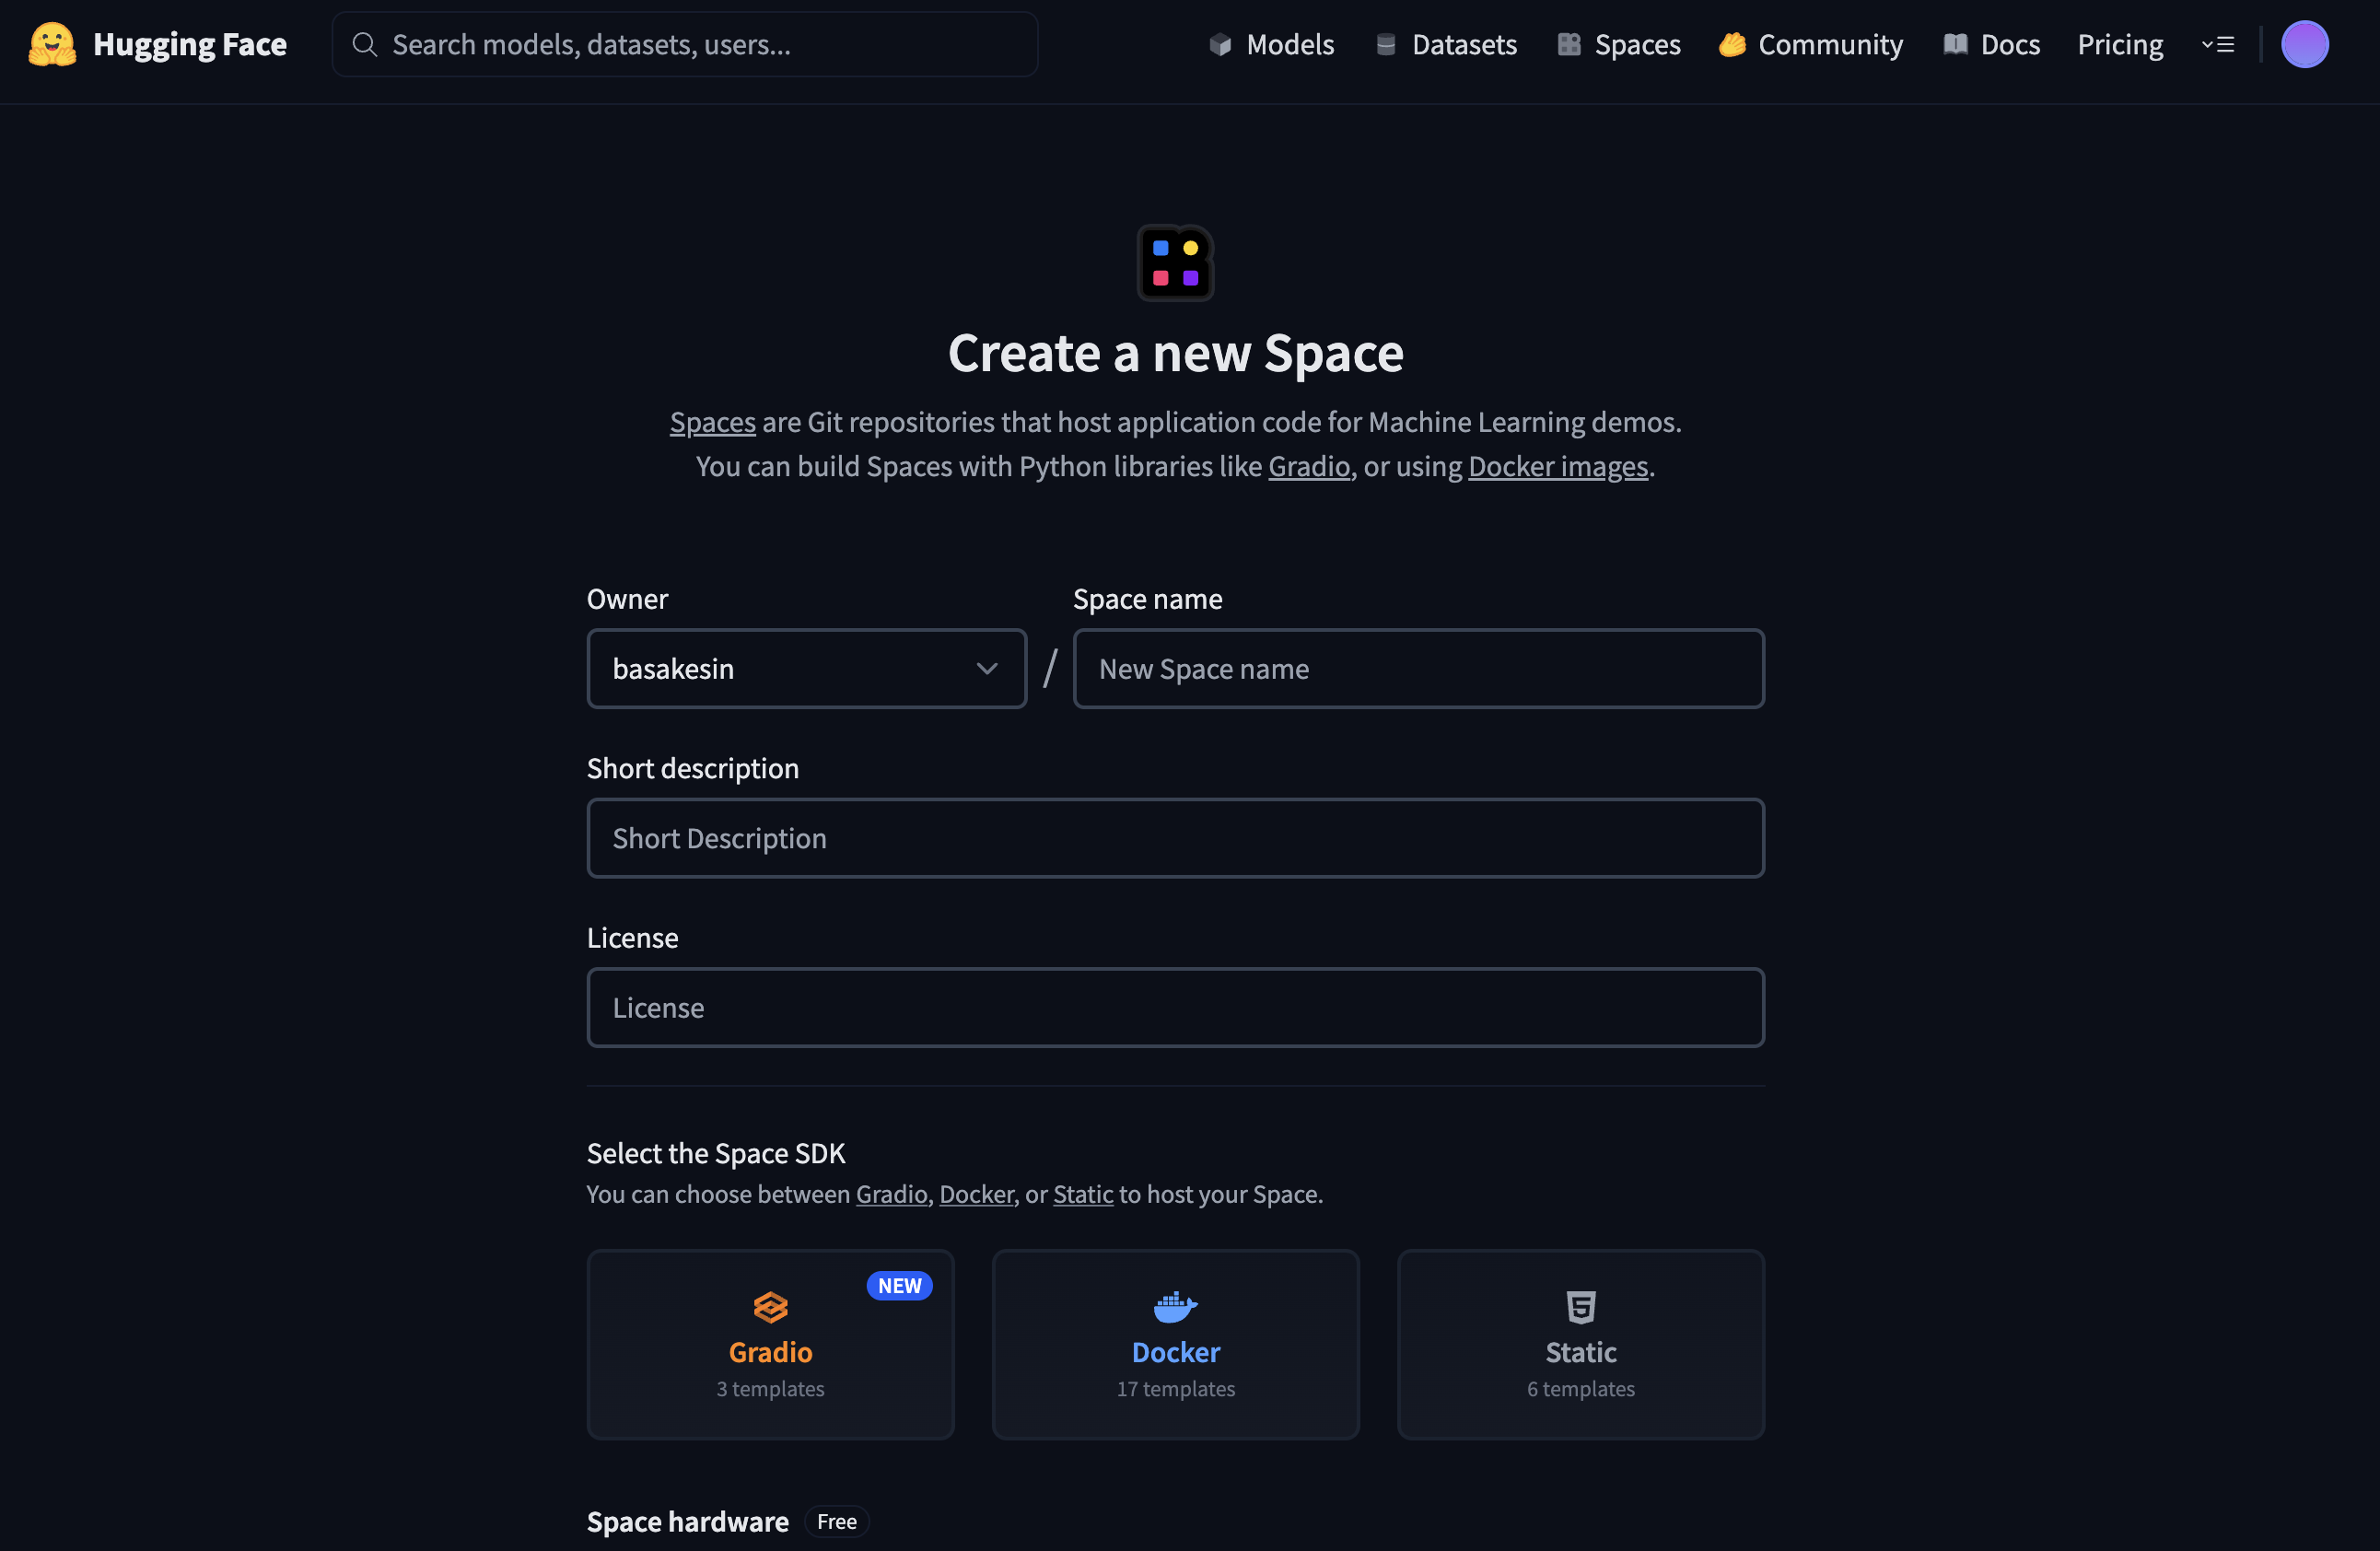 Hugging Face
Search models, datasets, users...
Models
Datasets
Spaces
Community
Docs
Pricing
Create a new Space
Spaces are Git repositories that host application code for Machine Learning demos.
You can build Spaces with Python libraries like Gradio, or using Docker images.
Owner
Space name
basakesin
/
New Space name
Short description
Short Description
License
License
Select the Space SDK
You can choose between Gradio, Docker, or Static to host your Space.
NEW
Gradio
3 templates
Docker
17 templates
Static
6 templates
Space hardware
Free